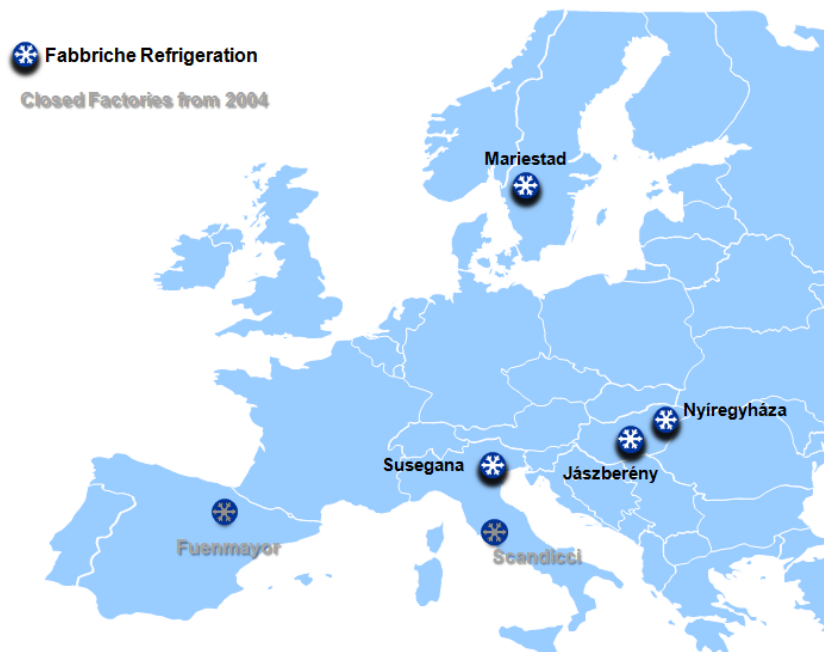 Fabbriche Refrigeration
Closed Factories from 2004
Mariestad
Nyíregyháza
Susegana
Jászberény
Fuenmayor
Scandicci